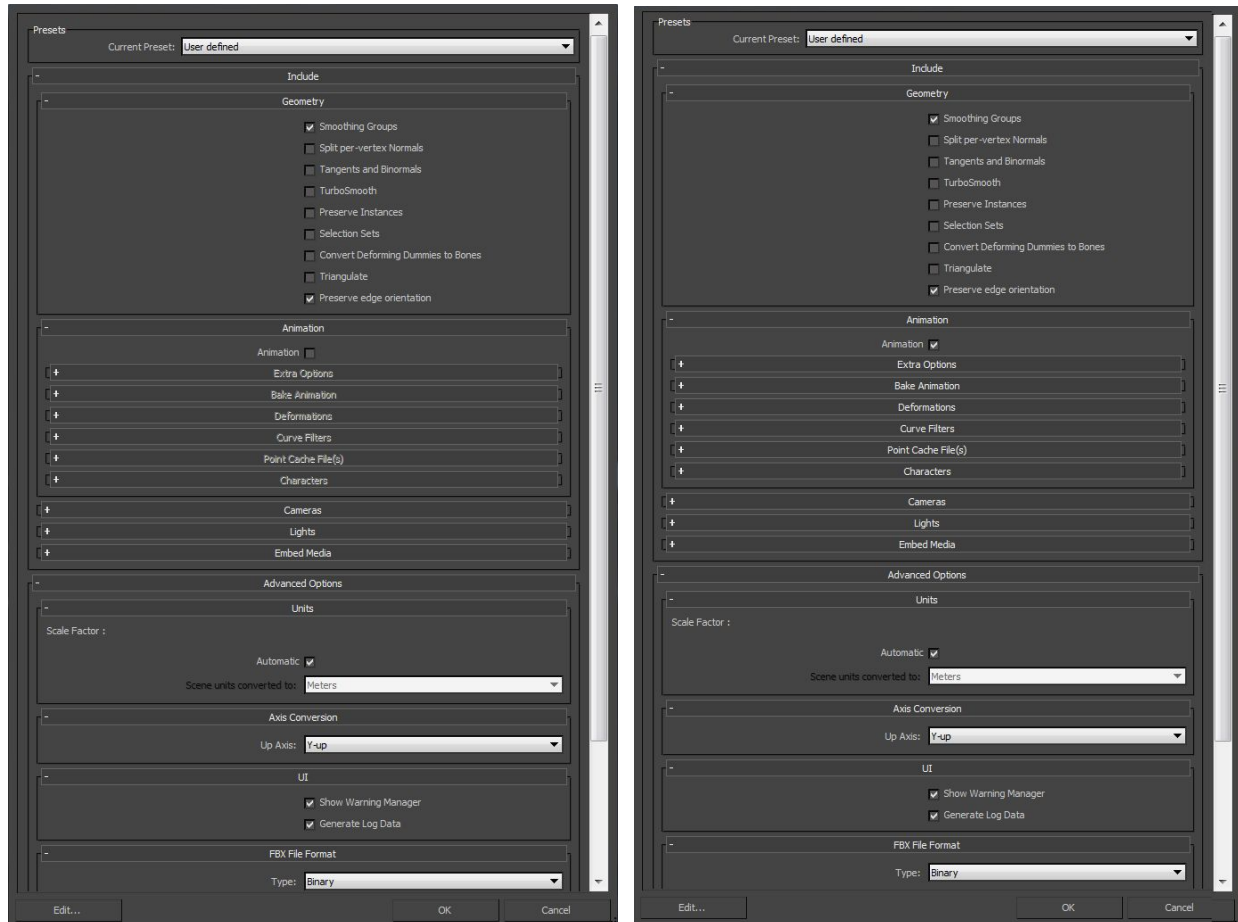 Presets
Current Preset: User defined
- Include
- Geometry
Smoothing Groups
Split per-vertex Normals
Tangents and Binormals
TurboSmooth
Preserve Instances
Selection Sets
Convert Deforming Dummies to Bones
Triangulate
Preserve edge orientation
- Animation
Animation
+ Extra Options
+ Bake Animation
+ Deformations
+ Curve Filters
+ Point Cache File(s)
+ Characters
+ Cameras
+ Lights
+ Embed Media
- Advanced Options
- Units
Scale Factor :
Automatic
Scene units converted to: Meters
- Axis Conversion
Up Axis: Y-up
- UI
Show Warning Manager
Generate Log Data
- FBX File Format
Type: Binary
Edit... OK Cancel
Presets
Current Preset: User defined
- Include
- Geometry
Smoothing Groups
Split per-vertex Normals
Tangents and Binormals
TurboSmooth
Preserve Instances
Selection Sets
Convert Deforming Dummies to Bones
Triangulate
Preserve edge orientation
- Animation
Animation
+ Extra Options
+ Bake Animation
+ Deformations
+ Curve Filters
+ Point Cache File(s)
+ Characters
+ Cameras
+ Lights
+ Embed Media
- Advanced Options
- Units
Scale Factor :
Automatic
Scene units converted to: Meters
- Axis Conversion
Up Axis: Y-up
- UI
Show Warning Manager
Generate Log Data
- FBX File Format
Type: Binary
Edit... OK Cancel